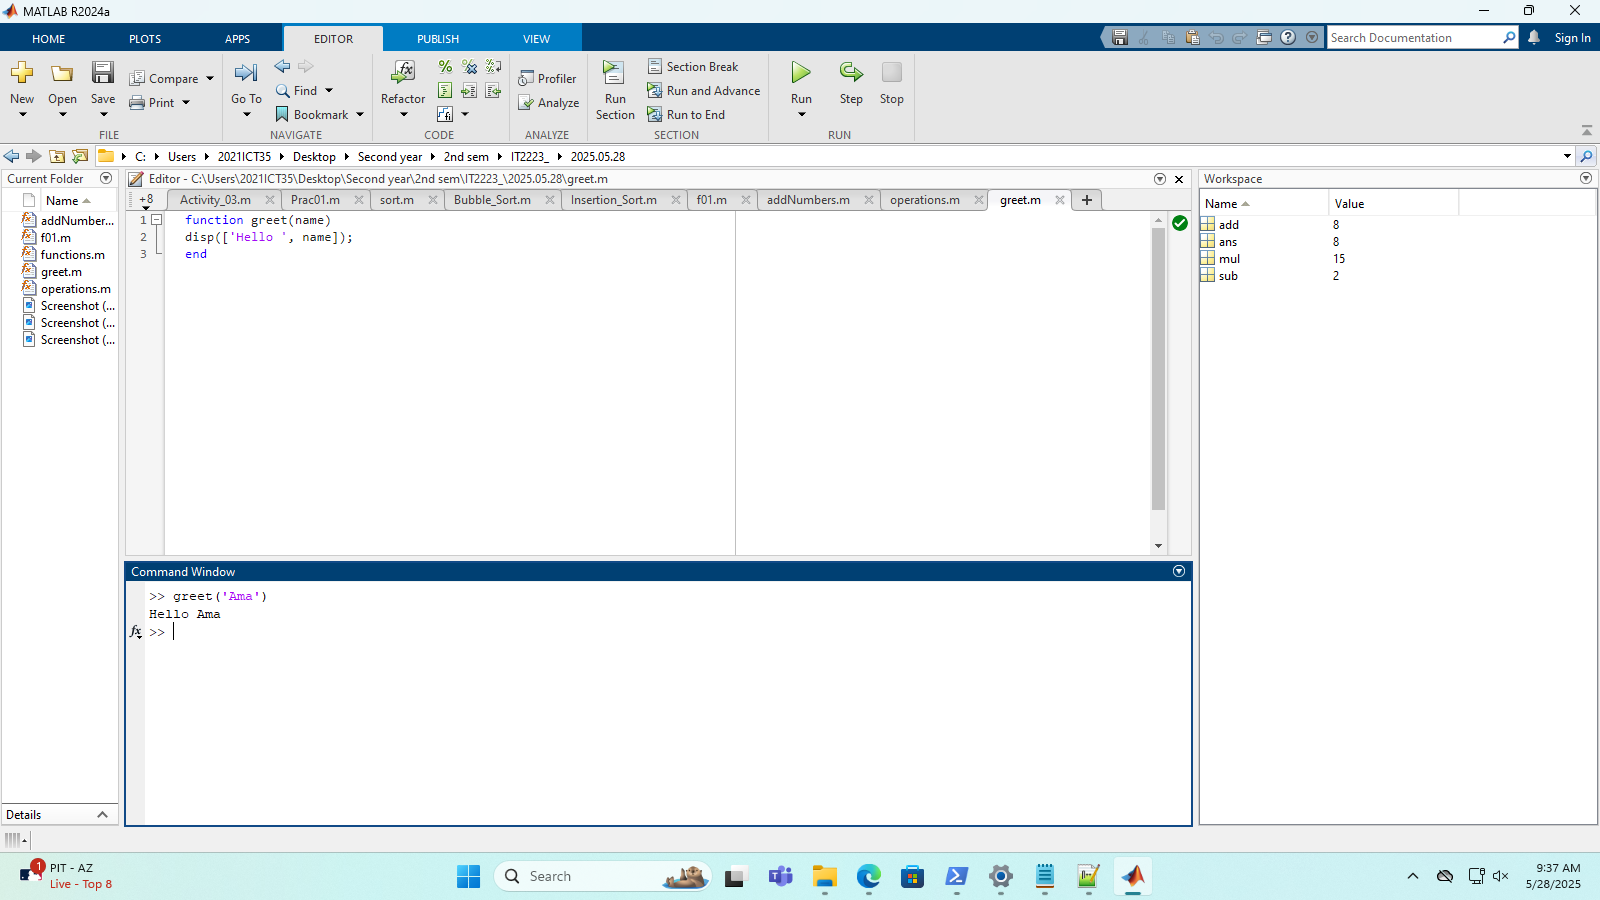 MATLAB R2024a
HOME PLOTS APPS EDITOR PUBLISH VIEW
Search Documentation
Sign In
New Open Save
Compare
Print
FILE
Go To
Find
Bookmark
NAVIGATE
Refactor
CODE
Profiler
Analyze
ANALYZE
Run Section
Section Break
Run and Advance
Run to End
SECTION
Run Step Stop
RUN
C: Users 2021ICT35 Desktop Second year 2nd sem IT2223_ 2025.05.28
Current Folder
Name
addNumber...
f01.m
functions.m
greet.m
operations.m
Screenshot (...
Screenshot (...
Screenshot (...
Details
Editor - C:\Users\2021ICT35\Desktop\Second year\2nd sem\IT2223_\2025.05.28\greet.m
+8 Activity_03.m Prac01.m sort.m Bubble_Sort.m Insertion_Sort.m f01.m addNumbers.m operations.m greet.m
1 function greet(name)
2 disp(['Hello ', name]);
3 end
Command Window
>> greet('Ama')
Hello Ama
fx >>
Workspace
Name Value
add 8
ans 8
mul 15
sub 2
1
PIT - AZ
Live - Top 8
Search
9:37 AM
5/28/2025